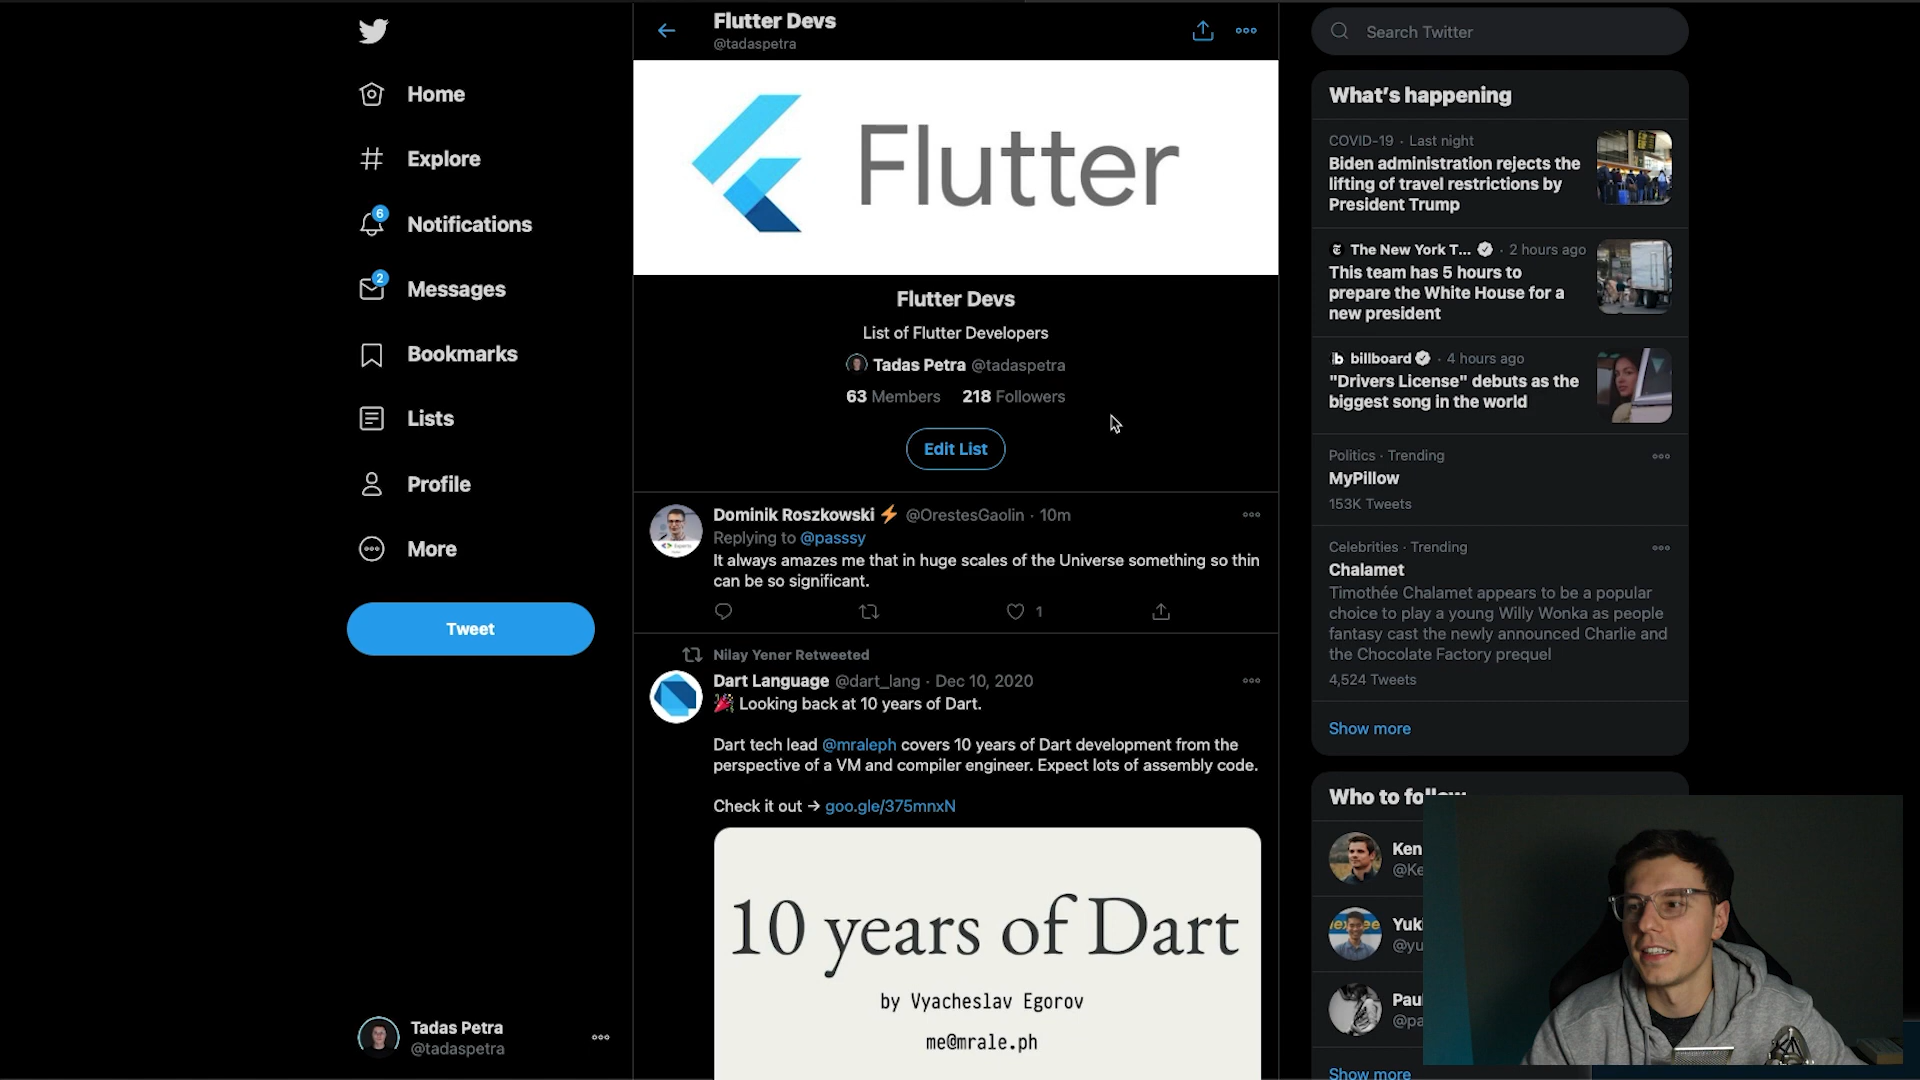 Home
Explore
6
Notifications
2
Messages
Bookmarks
Lists
Profile
More
Tweet
Tadas Petra
@tadaspetra
Flutter Devs
@tadaspetra
Flutter
Flutter Devs
List of Flutter Developers
Tadas Petra @tadaspetra
63 Members 218 Followers
Edit List
Dominik Roszkowski ⚡ @OrestesGaolin · 10m
Replying to @passsy
It always amazes me that in huge scales of the Universe something so thin
can be so significant.
1
Nilay Yener Retweeted
Dart Language @dart_lang · Dec 10, 2020
🎉 Looking back at 10 years of Dart.
Dart tech lead @mraleph covers 10 years of Dart development from the
perspective of a VM and compiler engineer. Expect lots of assembly code.
Check it out → goo.gle/375mnxN
10 years of Dart
by Vyacheslav Egorov
me@mrale.ph
Search Twitter
What's happening
COVID-19 · Last night
Biden administration rejects the
lifting of travel restrictions by
President Trump
The New York T... · 2 hours ago
This team has 5 hours to
prepare the White House for a
new president
billboard · 4 hours ago
"Drivers License" debuts as the
biggest song in the world
Politics · Trending
MyPillow
153K Tweets
Celebrities · Trending
Chalamet
Timothée Chalamet appears to be a popular
choice to play a young Willy Wonka as people
fantasy cast the newly announced Charlie and
the Chocolate Factory prequel
4,524 Tweets
Show more
Who to follow
Ken
@Ke
Yuki
@yu
Paul
@pa
Show more